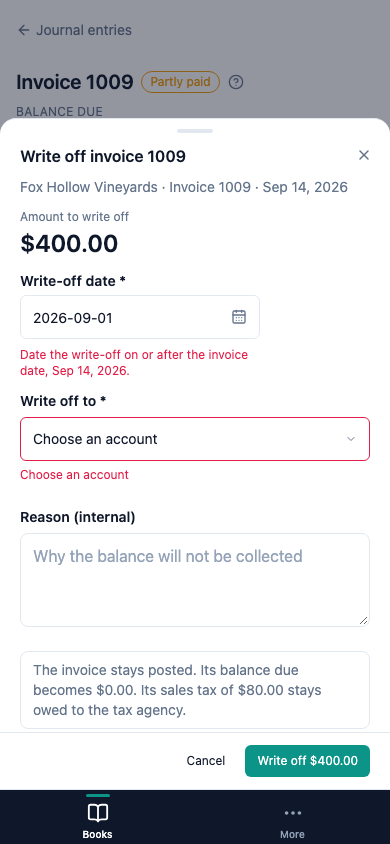 Journal entries
Invoice 1009 Partly paid
BALANCE DUE
Write off invoice 1009
Fox Hollow Vineyards · Invoice 1009 · Sep 14, 2026
Amount to write off
$400.00
Write-off date *
2026-09-01
Date the write-off on or after the invoice
date, Sep 14, 2026.
Write off to *
Choose an account
Choose an account
Reason (internal)
Why the balance will not be collected
The invoice stays posted. Its balance due
becomes $0.00. Its sales tax of $80.00 stays
owed to the tax agency.
Cancel Write off $400.00
Books More